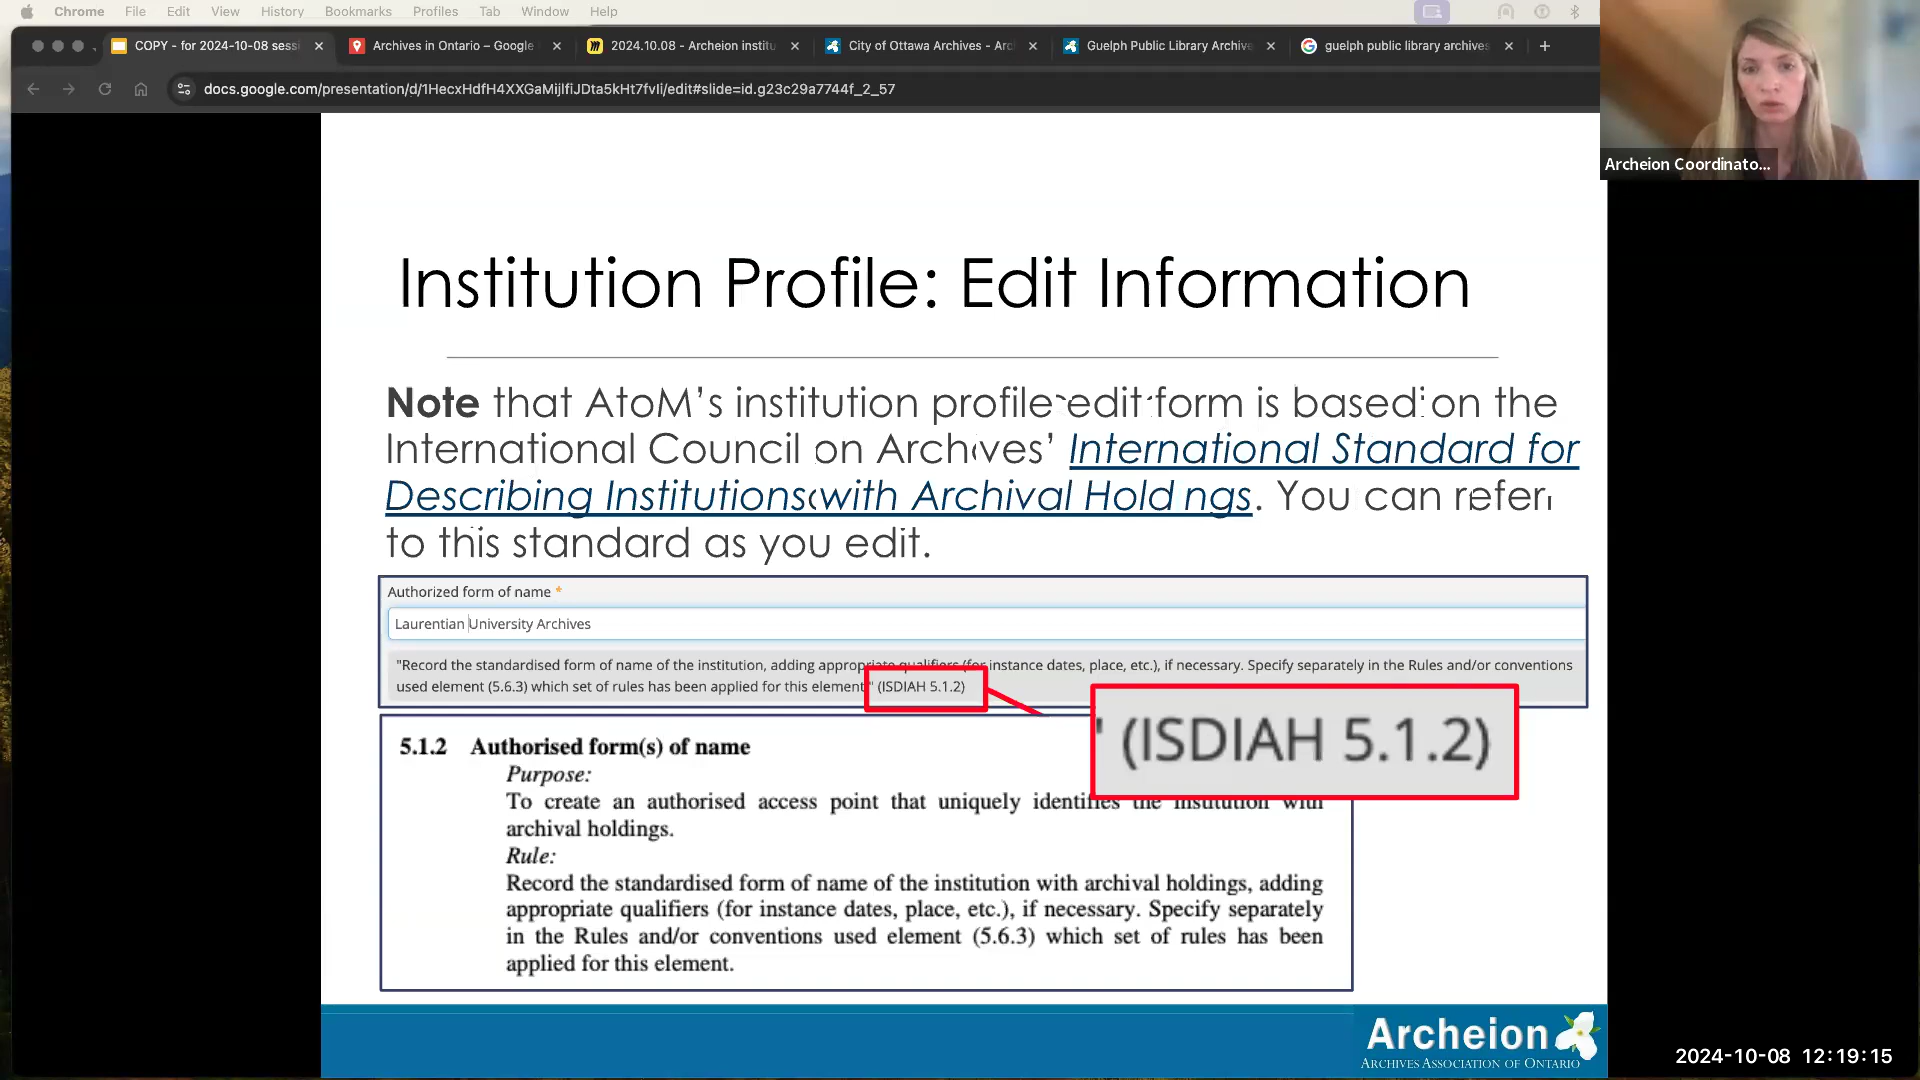 Chrome File Edit View History Bookmarks Profiles Tab Window Help
COPY - for 2024-10-08 sessi
Archives in Ontario – Google
2024.10.08 - Archeion institu
City of Ottawa Archives - Arc
Guelph Public Library Archive
guelph public library archives
docs.google.com/presentation/d/1HecxHdfH4XXGaMijlfiJDta5kHt7fvIi/edit#slide=id.g23c29a7744f_2_57
Archeion Coordinato...
Institution Profile: Edit Information
Note that AtoM’s institution profile edit form is based on the
International Council on Archives’ International Standard for
Describing Institutions with Archival Holdings. You can refer
to this standard as you edit.
Authorized form of name *
Laurentian University Archives
"Record the standardised form of name of the institution, adding appropriate qualifiers (for instance dates, place, etc.), if necessary. Specify separately in the Rules and/or conventions
used element (5.6.3) which set of rules has been applied for this element." (ISDIAH 5.1.2)
" (ISDIAH 5.1.2)
5.1.2 Authorised form(s) of name
Purpose:
To create an authorised access point that uniquely identifies the institution with
archival holdings.
Rule:
Record the standardised form of name of the institution with archival holdings, adding
appropriate qualifiers (for instance dates, place, etc.), if necessary. Specify separately
in the Rules and/or conventions used element (5.6.3) which set of rules has been
applied for this element.
Archeion
ARCHIVES ASSOCIATION OF ONTARIO
2024-10-08 12:19:15